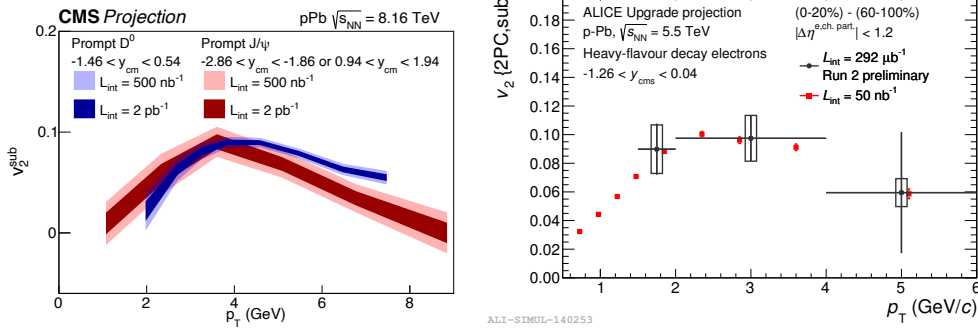 CMS Projection
pPb √sNN = 8.16 TeV
Prompt D⁰
Prompt J/ψ
-1.46 < ycm < 0.54
-2.86 < ycm < -1.86 or 0.94 < ycm < 1.94
Lint = 500 nb⁻¹
Lint = 500 nb⁻¹
Lint = 2 pb⁻¹
Lint = 2 pb⁻¹
0.2
0.1
0
v₂sub
0
2
4
6
8
pT (GeV)
ALICE Upgrade projection
p-Pb, √sNN = 5.5 TeV
Heavy-flavour decay electrons
-1.26 < ycms < 0.04
(0-20%) - (60-100%)
|Δηe,ch. part.| < 1.2
Lint = 292 μb⁻¹
Run 2 preliminary
Lint = 50 nb⁻¹
v₂ {2PC,sub}
0.18
0.16
0.14
0.12
0.10
0.08
0.06
0.04
0.02
0.00
1
2
3
4
5
6
pT (GeV/c)
ALI-SIMUL-140253